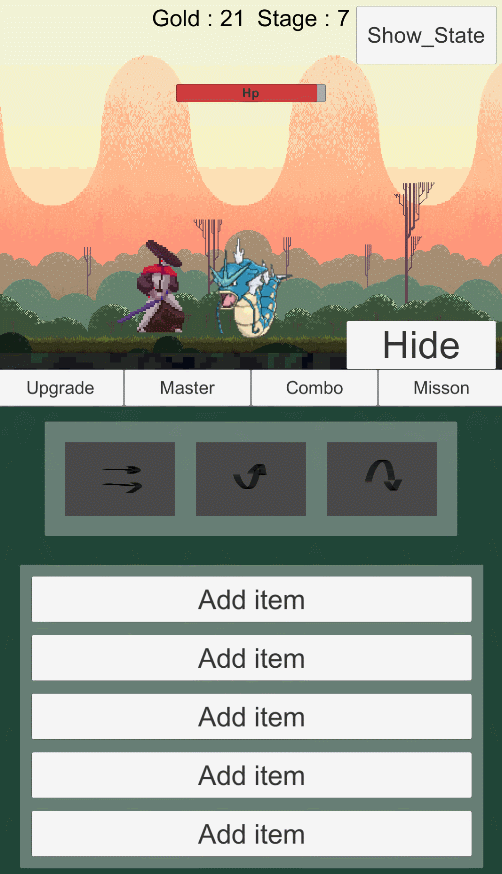 Gold : 21 Stage : 7
Show_State
Hp
Hide
Upgrade Master Combo Misson
Add item
Add item
Add item
Add item
Add item